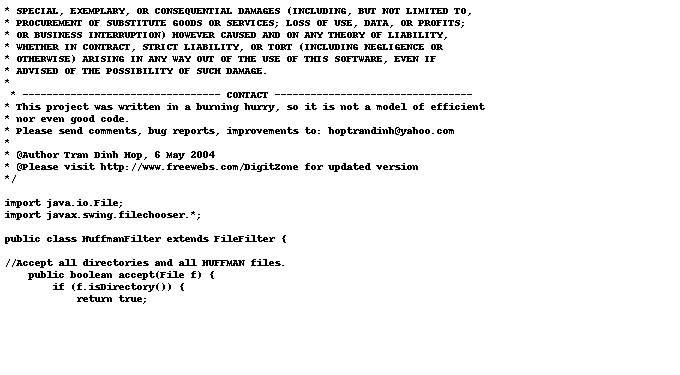 * SPECIAL, EXEMPLARY, OR CONSEQUENTIAL DAMAGES (INCLUDING, BUT NOT LIMITED TO,
* PROCUREMENT OF SUBSTITUTE GOODS OR SERVICES; LOSS OF USE, DATA, OR PROFITS;
* OR BUSINESS INTERRUPTION) HOWEVER CAUSED AND ON ANY THEORY OF LIABILITY,
* WHETHER IN CONTRACT, STRICT LIABILITY, OR TORT (INCLUDING NEGLIGENCE OR
* OTHERWISE) ARISING IN ANY WAY OUT OF THE USE OF THIS SOFTWARE, EVEN IF
* ADVISED OF THE POSSIBILITY OF SUCH DAMAGE.
*
* --------------------------------- CONTACT ---------------------------------
* This project was written in a burning hurry, so it is not a model of efficient
* nor even good code.
* Please send comments, bug reports, improvements to: hoptrandinh@yahoo.com
*
* @Author Tran Dinh Hop, 6 May 2004
* @Please visit http://www.freewebs.com/DigitZone for updated version
*/
import java.io.File;
import javax.swing.filechooser.*;
public class HuffmanFilter extends FileFilter {
//Accept all directories and all HUFFMAN files.
public boolean accept(File f) {
if (f.isDirectory()) {
return true;